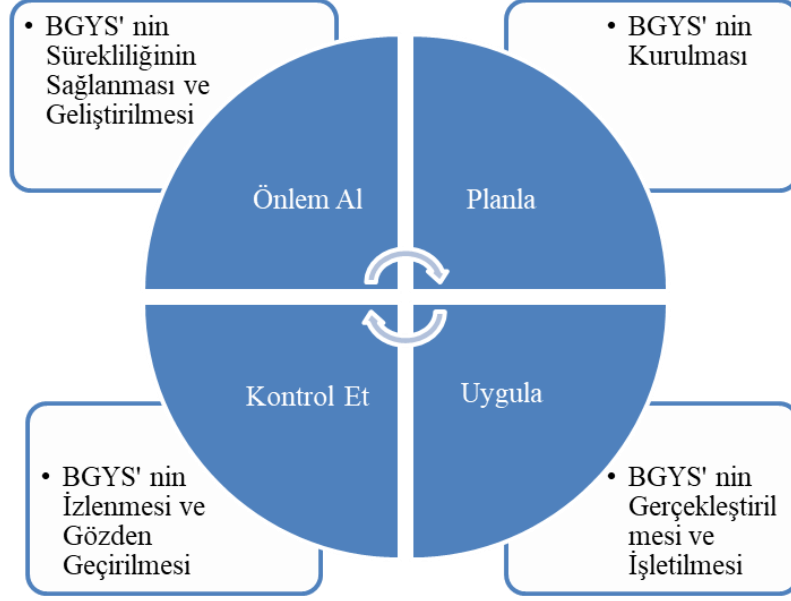 • BGYS' nin
Sürekliliğinin
Sağlanması ve
Geliştirilmesi
• BGYS' nin
Kurulması
Önlem Al
Planla
Kontrol Et
Uygula
• BGYS' nin
İzlenmesi ve
Gözden
Geçirilmesi
• BGYS' nin
Gerçekleştiril
mesi ve
İşletilmesi